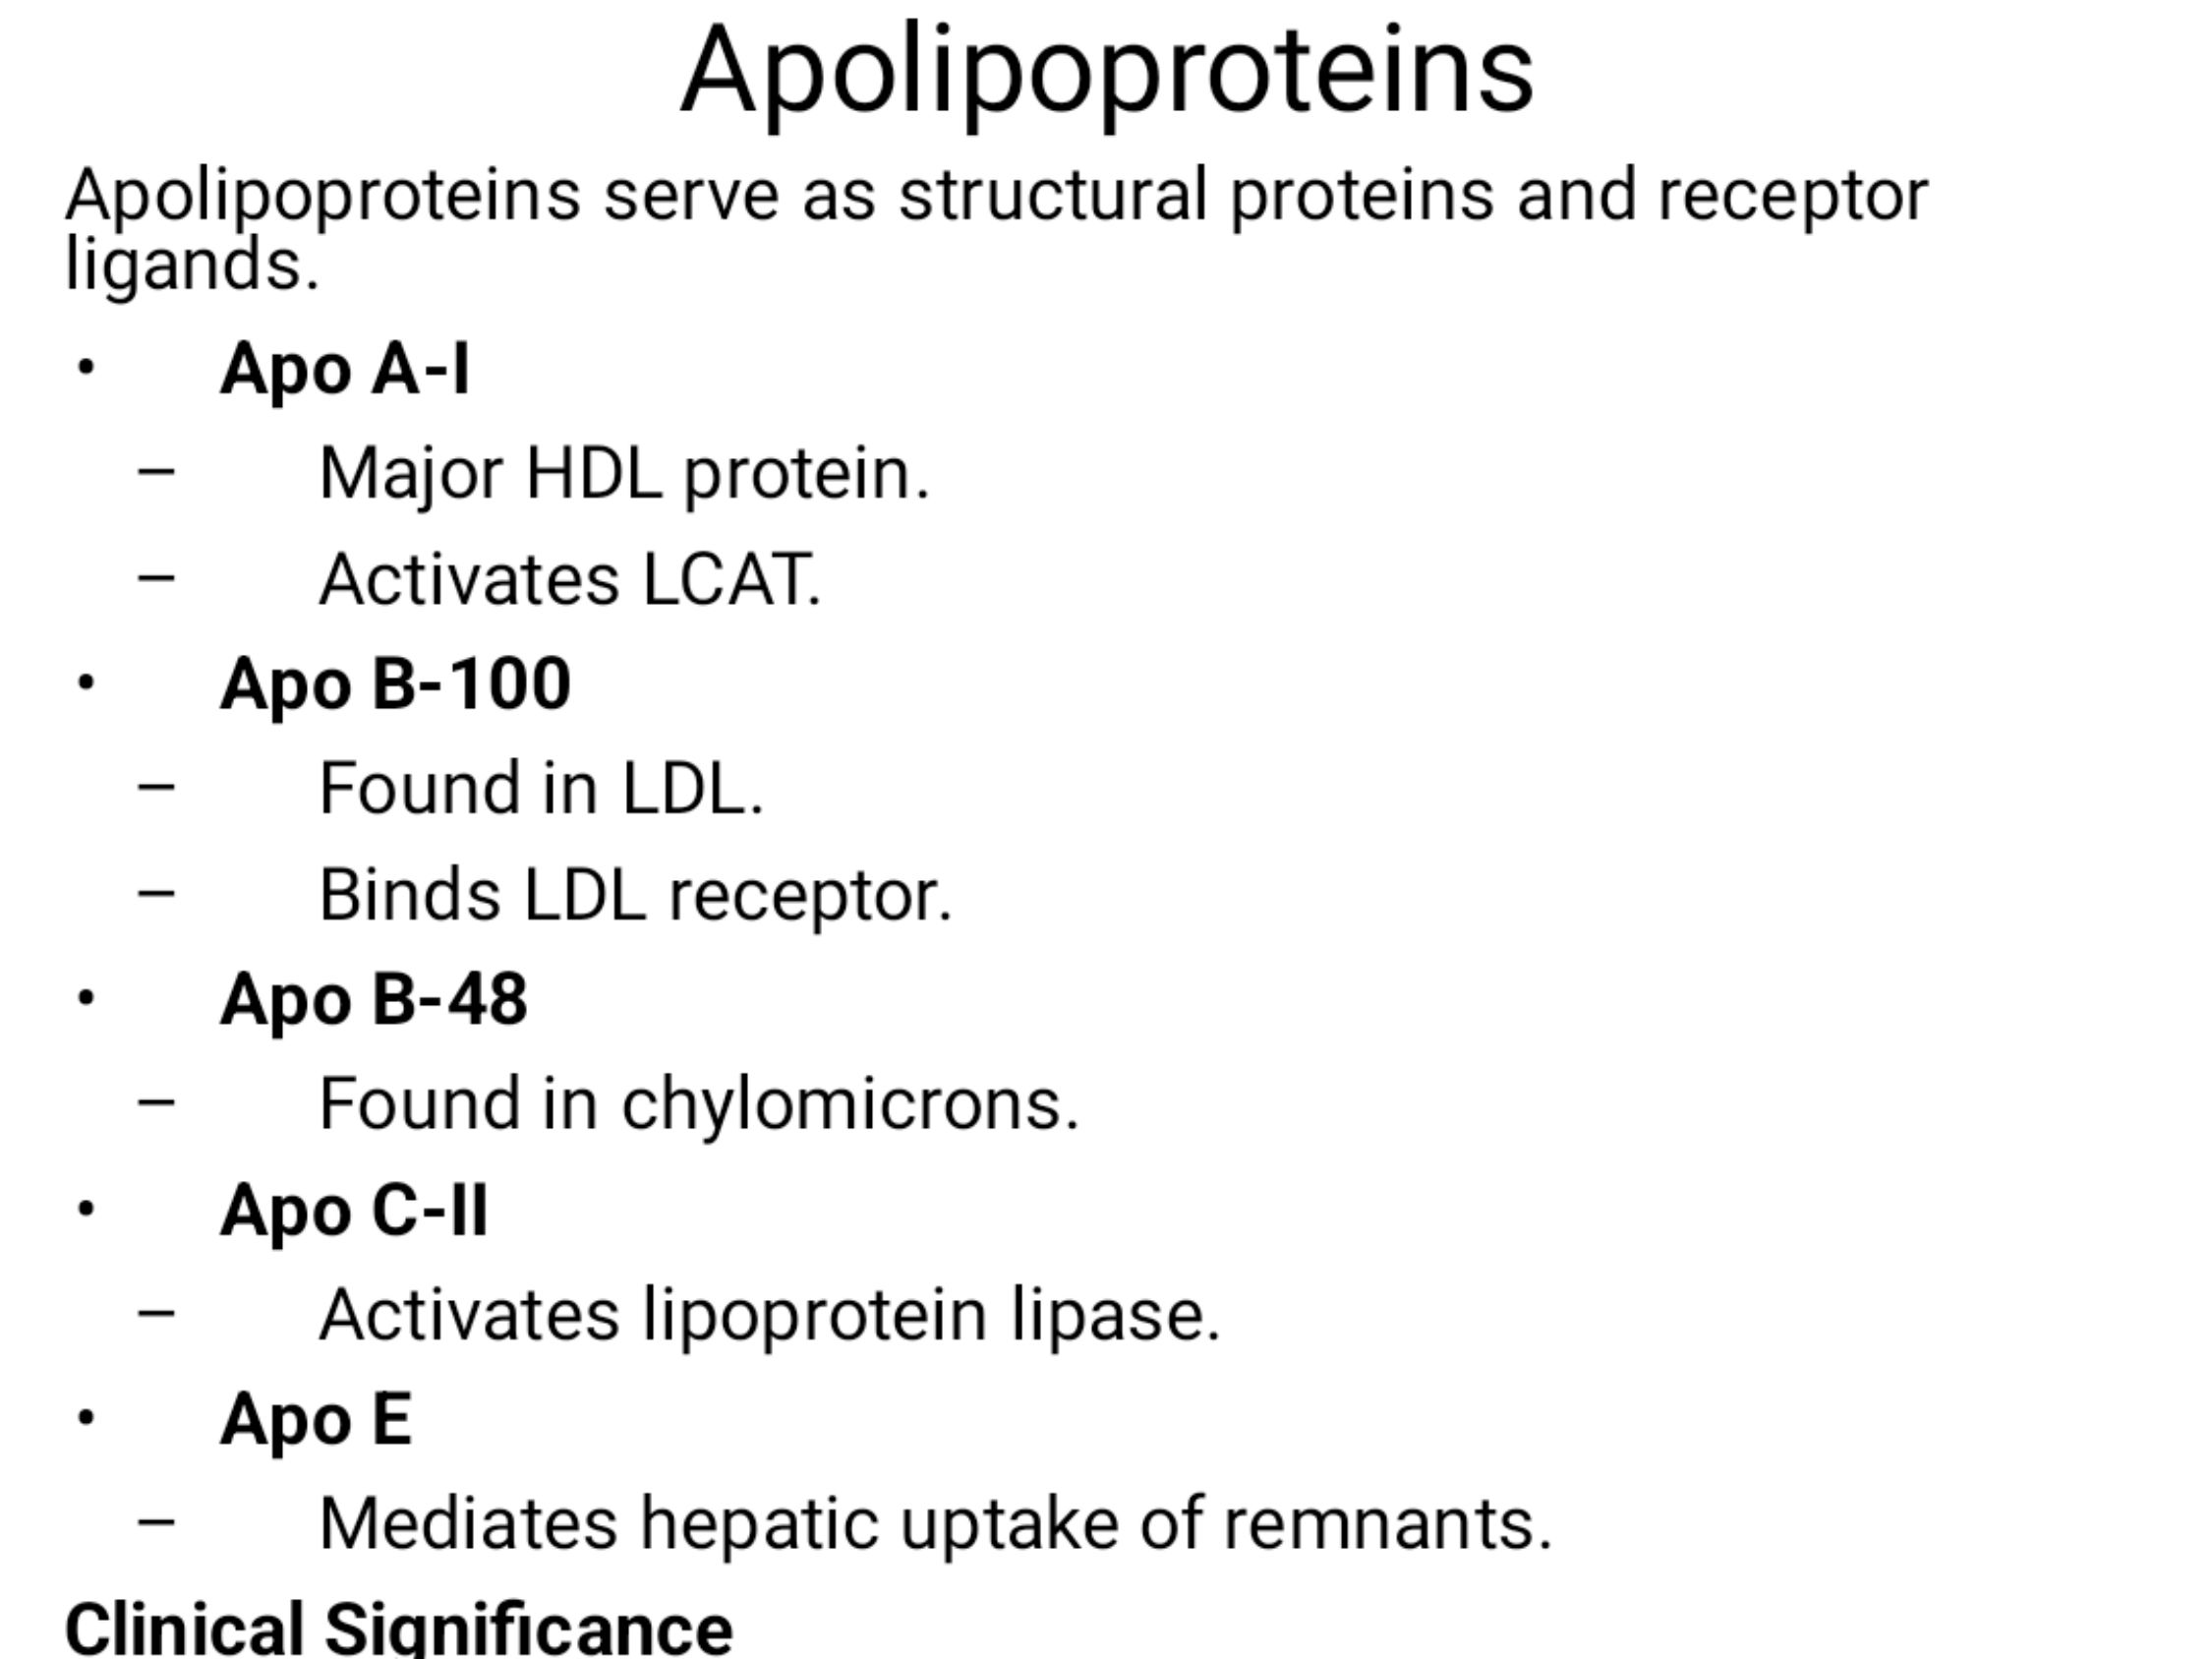 Apolipoproteins
Apolipoproteins serve as structural proteins and receptor
ligands.
• Apo A-I
– Major HDL protein.
– Activates LCAT.
• Apo B-100
– Found in LDL.
– Binds LDL receptor.
• Apo B-48
– Found in chylomicrons.
• Apo C-II
– Activates lipoprotein lipase.
• Apo E
– Mediates hepatic uptake of remnants.
Clinical Significance